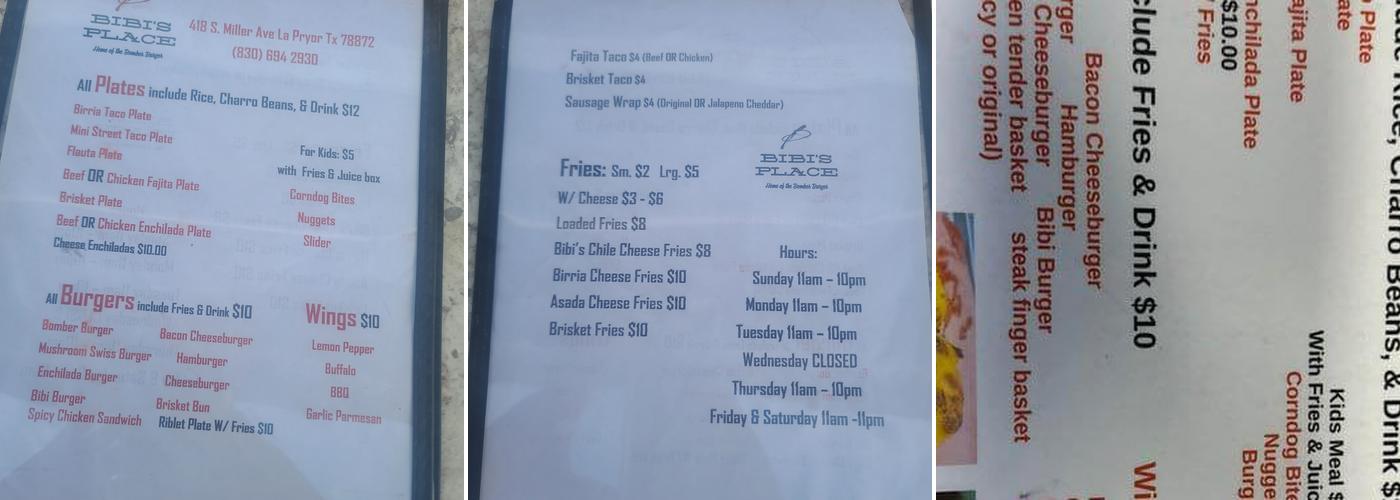 BIBI'S
PLACE
Home of the Bomber Burger
418 S. Miller Ave La Pryor Tx 78872
(830) 694 2930
All Plates include Rice, Charro Beans, & Drink $12
Birria Taco Plate
Mini Street Taco Plate
Flauta Plate
Beef OR Chicken Fajita Plate
Brisket Plate
Beef OR Chicken Enchilada Plate
Cheese Enchiladas $10.00
For Kids: $5
with Fries & Juice box
Corndog Bites
Nuggets
Slider
All Burgers include Fries & Drink $10
Bomber Burger
Mushroom Swiss Burger
Enchilada Burger
Bibi Burger
Spicy Chicken Sandwich
Bacon Cheeseburger
Hamburger
Cheeseburger
Brisket Bun
Riblet Plate W/ Fries $10
Wings $10
Lemon Pepper
Buffalo
BBQ
Garlic Parmesan
Fajita Taco $4 (Beef OR Chicken)
Brisket Taco $4
Sausage Wrap $4 (Original OR Jalapeno Cheddar)
BIBI'S
PLACE
Home of the Bomber Burger
Fries: Sm. $2 Lrg. $5
W/ Cheese $3 - $6
Loaded Fries $8
Bibi's Chile Cheese Fries $8
Birria Cheese Fries $10
Asada Cheese Fries $10
Brisket Fries $10
Hours:
Sunday 11am – 10pm
Monday 11am – 10pm
Tuesday 11am – 10pm
Wednesday CLOSED
Thursday 11am – 10pm
Friday & Saturday 11am -11pm
Beans, & Drink $
Plate
ate
ajita Plate
nchilada Plate
$10.00
Fries
Kids Meal $
With Fries & Juic
Corndog Bit
Nugge
Burg
clude Fries & Drink $10
Wi
Bacon Cheeseburger
rger Hamburger
Cheeseburger Bibi Burger
en tender basket steak finger basket
cy or original)